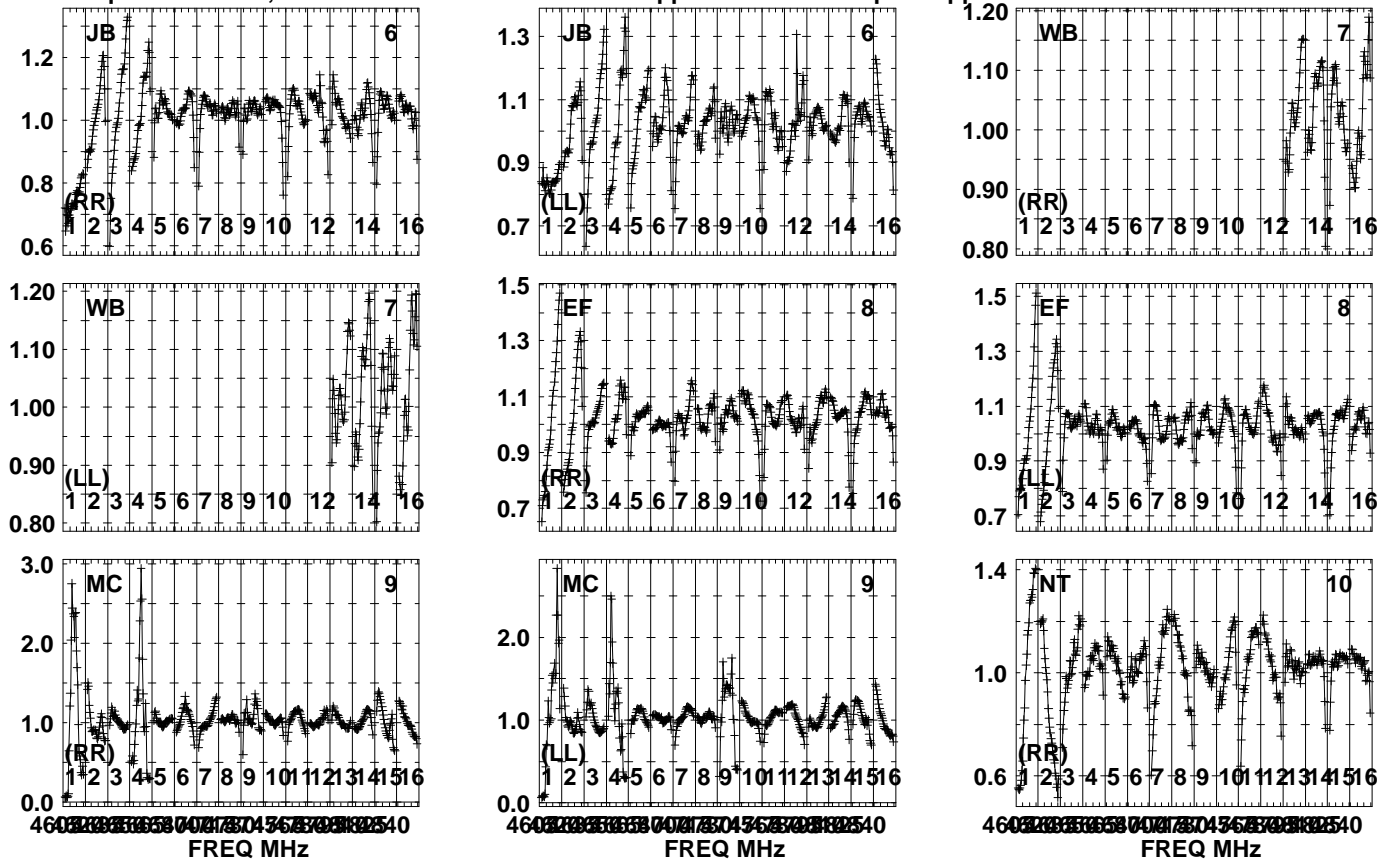 JB 6
1.2
1.0
0.8
0.6
(RR)
1 2 3 4 5 6 7 8 9 10 12 14 16
JB 6
1.3
1.1
0.9
0.7
(LL)
1 2 3 4 5 6 7 8 9 10 12 14 16
WB 7
1.20
1.10
1.00
0.90
0.80
(RR)
1 2 3 4 5 6 7 8 9 10 12 14 16
WB 7
1.20
1.10
1.00
0.90
0.80
(LL)
1 2 3 4 5 6 7 8 9 10 12 14 16
EF 8
1.5
1.3
1.1
0.9
0.7
(RR)
1 2 3 4 5 6 7 8 9 10 12 14 16
EF 8
1.5
1.3
1.1
0.9
0.7
(LL)
1 2 3 4 5 6 7 8 9 10 12 14 16
MC 9
3.0
2.0
1.0
0.0
(RR)
1 2 3 4 5 6 7 8 9 10 11 12 13 14 15 16
FREQ MHz
MC 9
2.0
1.0
0.0
(LL)
1 2 3 4 5 6 7 8 9 10 11 12 13 14 15 16
FREQ MHz
NT 10
1.4
1.0
0.6
(RR)
1 2 3 4 5 6 7 8 9 10 11 12 13 14 15 16
FREQ MHz